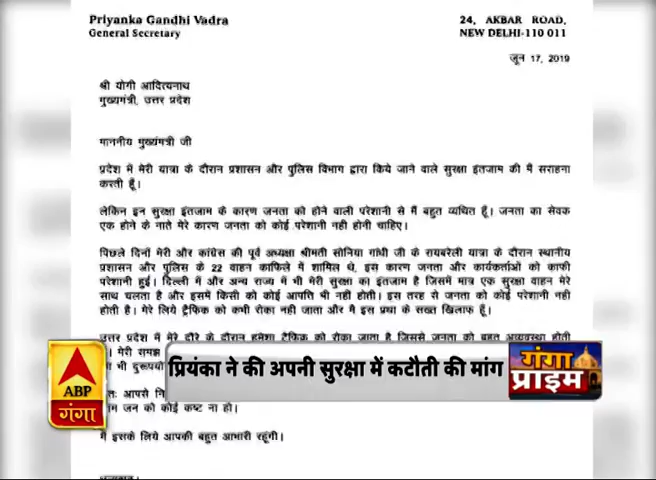 Priyanka Gandhi Vadra
General Secretary
24, AKBAR ROAD,
NEW DELHI-110 011
जून 17, 2019
श्री योगी आदित्यनाथ
मुख्यमंत्री, उत्तर प्रदेश
माननीय मुख्यमंत्री जी
प्रदेश में मेरी यात्रा के दौरान प्रशासन और पुलिस विभाग द्वारा किये जाने वाले सुरक्षा इंतजाम की मैं सराहना
करती हूँ।
लेकिन इन सुरक्षा इंतजाम के कारण जनता को होने वाली परेशानी से मैं बहुत व्यथित हूँ। जनता का सेवक
एक होने के नाते मेरे कारण जनता को कोई परेशानी नही होनी चाहिए।
पिछले दिनों मेरी और कांग्रेस की पूर्व अध्यक्षा श्रीमती सोनिया गांधी जी के रायबरेली यात्रा के दौरान स्थानीय
प्रशासन और पुलिस के 22 वाहन काफिले में शामिल थे, इस कारण जनता और कार्यकर्ताओं को काफी
परेशानी हुई। दिल्ली में और अन्य राज्य में भी मेरी सुरक्षा का इंतजाम है जिसमें मात्र एक सुरक्षा वाहन मेरे
साथ चलता है और इसमें किसी को कोई आपत्ति भी नहीं होती। इस तरह से जनता को कोई परेशानी नहीं
होती है। मेरे लिये ट्रैफिक को कभी रोका नही जाता और मै इस प्रथा के सख्त खिलाफ हूँ।
उत्तर प्रदेश में मेरे दौरे के दौरान हमेशा ट्रैफिक को रोका जाता है जिससे जनता को बहुत अव्यवस्था होती
। मेरी समझ
भी
ABP
गंगा
प्रियंका ने की अपनी सुरक्षा में कटौती की मांग
गंगा
प्राइम
आपसे
जन को कोई कष्ट ना हो।
मैं इसके लिये आपकी बहुत आभारी रहूंगी।